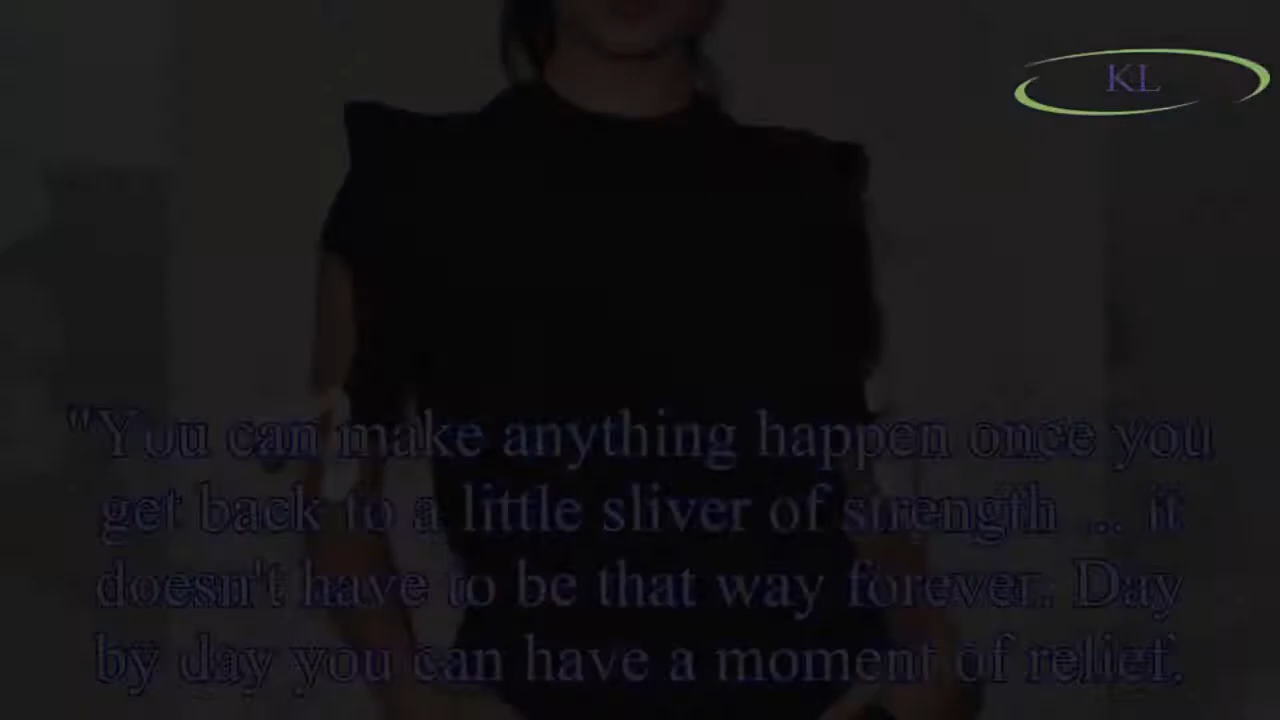 KL
"You can make anything happen once you
get back to a little sliver of strength ... it
doesn't have to be that way forever. Day
by day you can have a moment of relief.